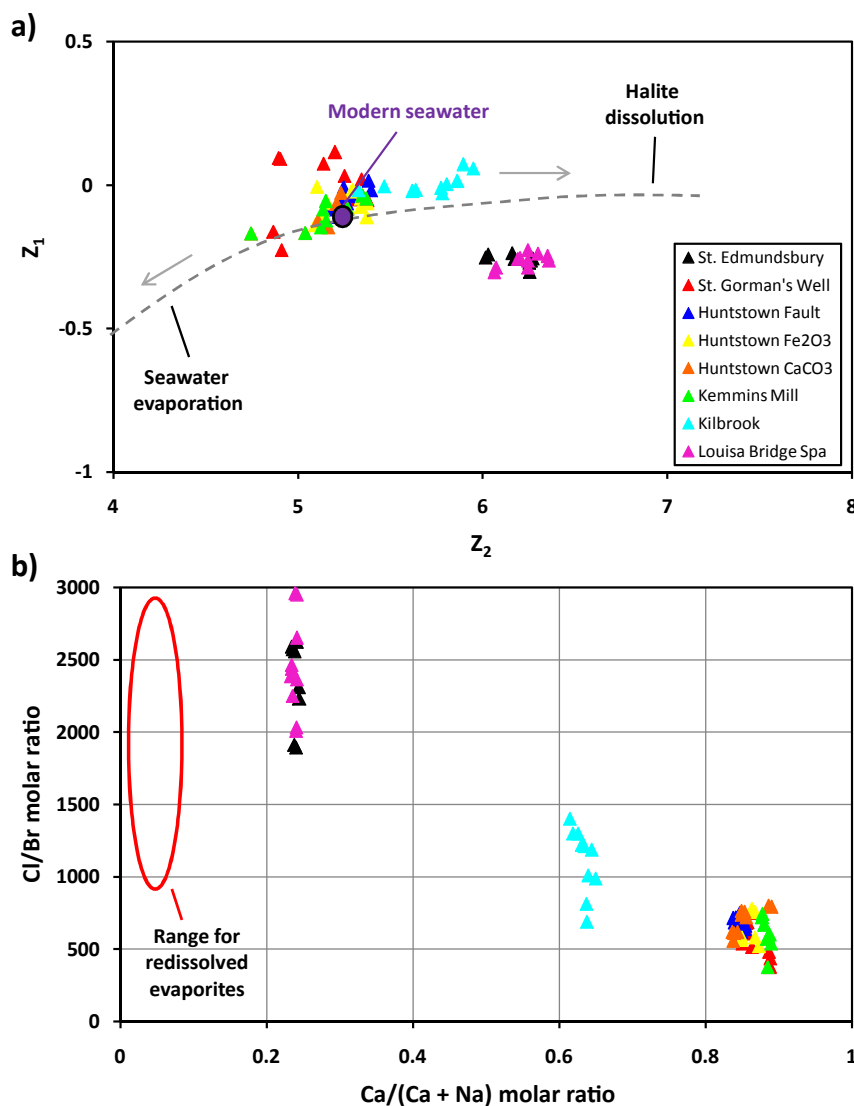 a)
0.5
0
-0.5
-1
Z1
Modern seawater
Halite
dissolution
Seawater
evaporation
St. Edmundsbury
St. Gorman's Well
Huntstown Fault
Huntstown Fe2O3
Huntstown CaCO3
Kemmins Mill
Kilbrook
Louisa Bridge Spa
4
5
6
7
8
Z2
b)
3000
2500
2000
1500
1000
500
0
Cl/Br molar ratio
Range for
redissolved
evaporites
0
0.2
0.4
0.6
0.8
1
Ca/(Ca + Na) molar ratio